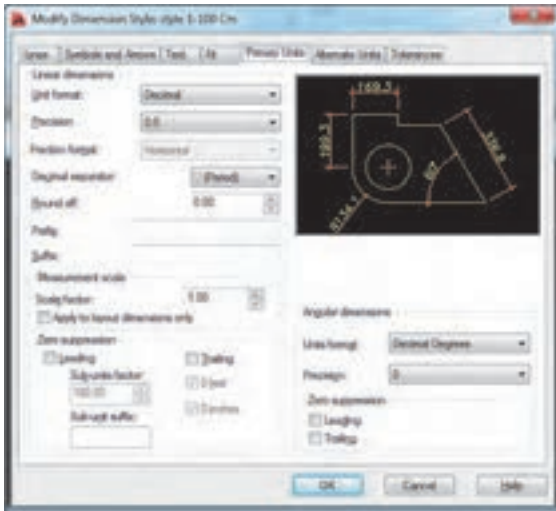 Modify Dimension Style: style 1-100 Cm
Lines Symbols and Arrows Text Fit Primary Units Alternate Units Tolerances
Linear dimensions
Unit format: Decimal
Precision 0.0
Fraction format: Horizontal
Decimal separator: '.' (Period)
Round off: 0.00
Prefix:
Suffix:
Measurement scale
Scale factor: 1.00
Apply to layout dimensions only
Zero suppression
Leading
Trailing
Sub-units factor:
100.00
0 feet
0 inches
Sub-unit suffix:
Angular dimensions
Units format: Decimal Degrees
Precision: 0
Zero suppression
Leading
Trailing
OK Cancel Help